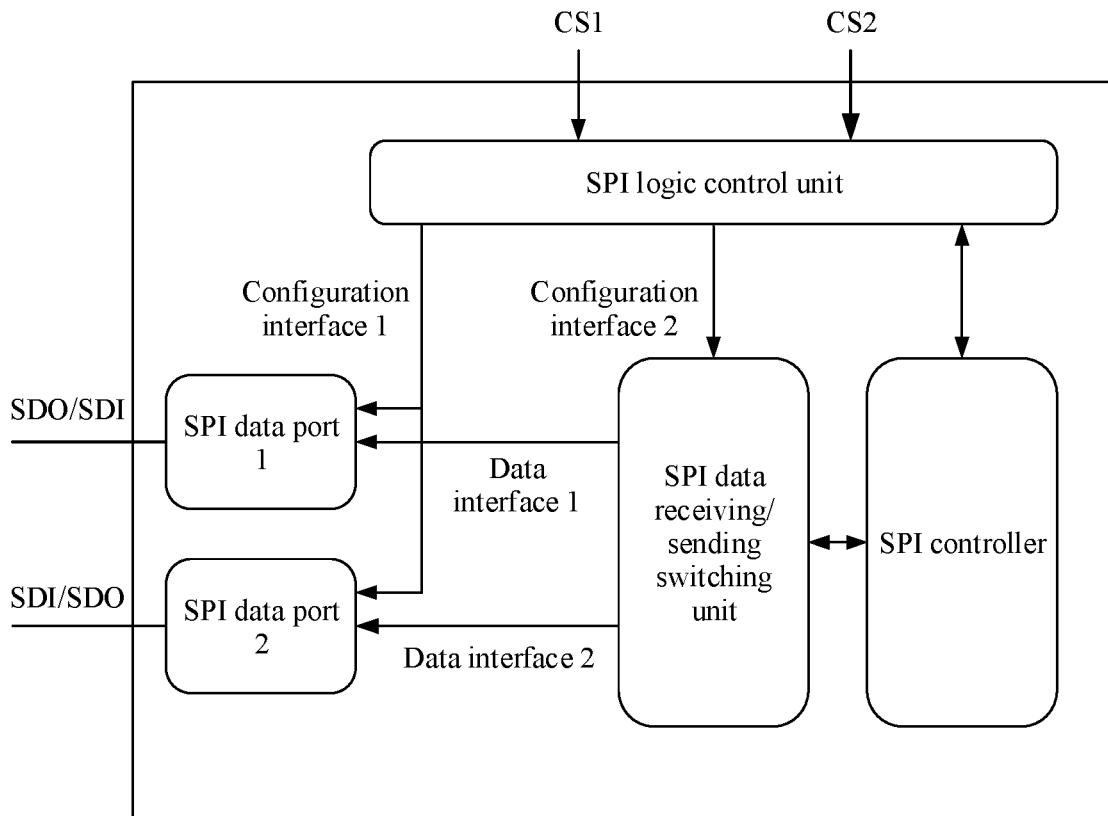 CS1
CS2
SPI logic control unit
Configuration
interface 1
Configuration
interface 2
SDO/SDI
SPI data port
1
Data
interface 1
SPI data
receiving/
sending
switching
unit
SPI controller
SDI/SDO
SPI data port
2
Data interface 2